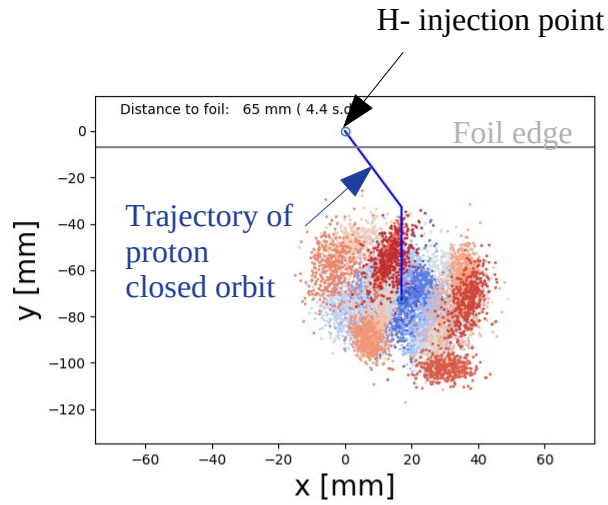 H- injection point
Distance to foil: 65 mm ( 4.4 s.d
Foil edge
Trajectory of
proton
closed orbit
y [mm]
0
−20
−40
−60
−80
−100
−120
−60
−40
−20
0
20
40
60
x [mm]